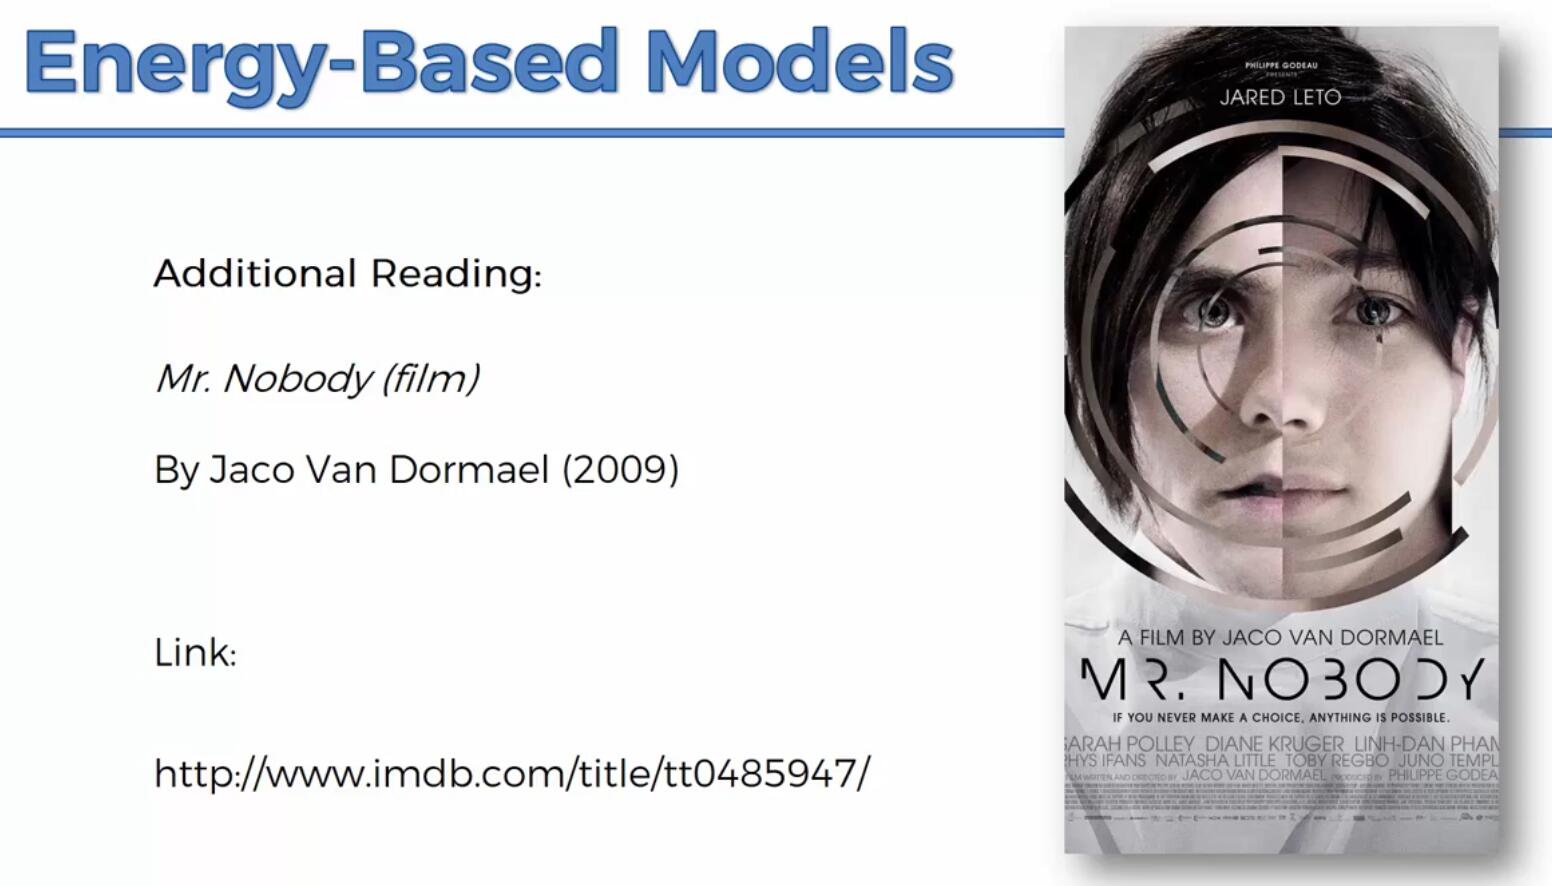 Energy-Based Models
Additional Reading:
Mr. Nobody (film)
By Jaco Van Dormael (2009)
Link:
http://www.imdb.com/title/tt0485947/
PHILIPPE GODEAU
PRESENTS
JARED LETO
A FILM BY JACO VAN DORMAEL
MR. NOBODY
IF YOU NEVER MAKE A CHOICE, ANYTHING IS POSSIBLE.
SARAH POLLEY DIANE KRUGER LINH-DAN PHAM
RHYS IFANS NATASHA LITTLE TOBY REGBO JUNO TEMPL
FILM WRITTEN AND DIRECTED BY JACO VAN DORMAEL PRODUCED BY PHILIPPE GODEA